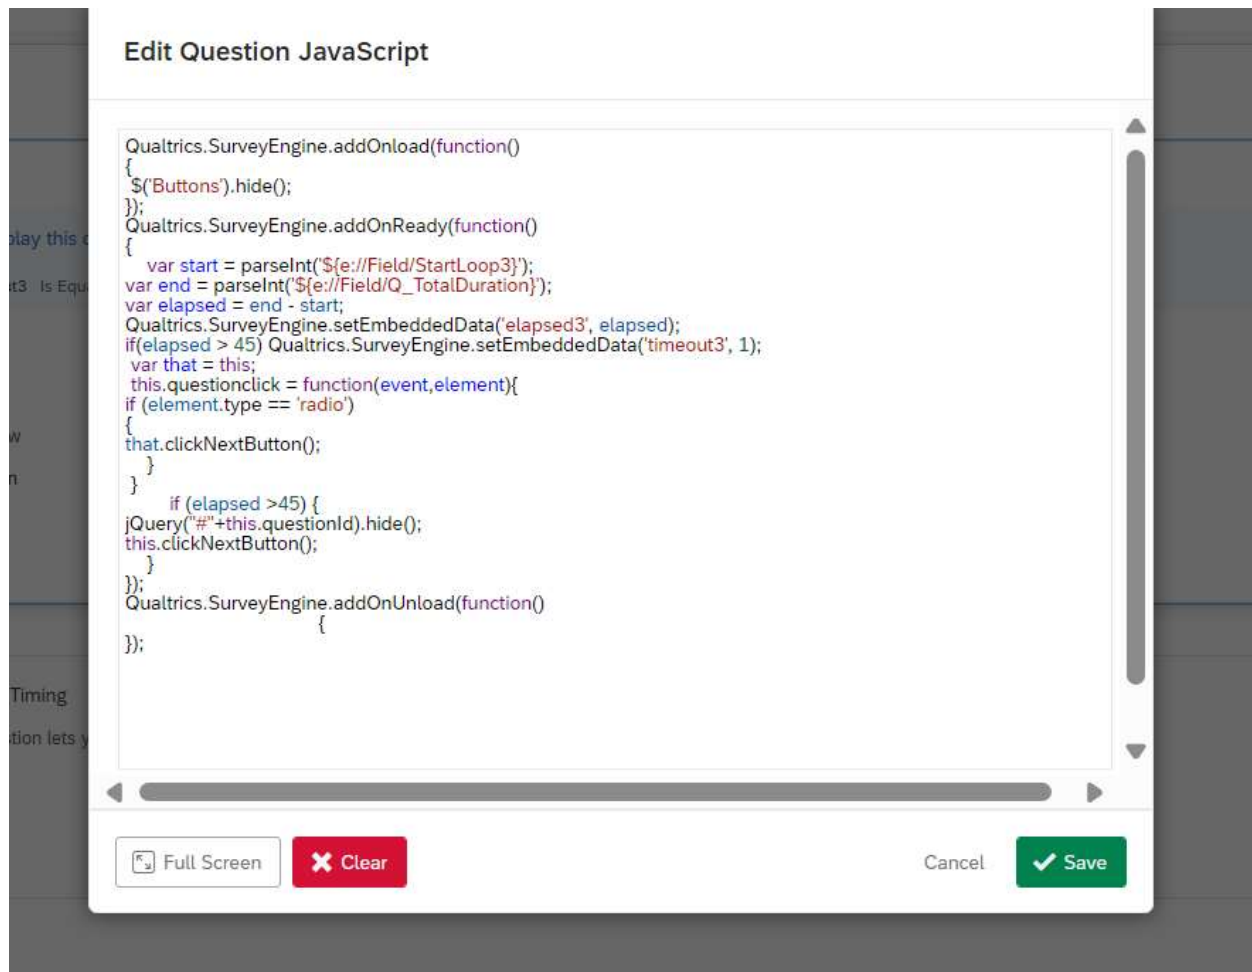 Edit Question JavaScript
Qualtrics.SurveyEngine.addOnload(function()
{
$('Buttons').hide();
});
Qualtrics.SurveyEngine.addOnReady(function()
{
var start = parseInt('${e://Field/StartLoop3}');
var end = parseInt('${e://Field/Q_TotalDuration}');
var elapsed = end - start;
Qualtrics.SurveyEngine.setEmbeddedData('elapsed3', elapsed);
if(elapsed > 45) Qualtrics.SurveyEngine.setEmbeddedData('timeout3', 1);
var that = this;
this.questionclick = function(event,element){
if (element.type == 'radio')
{
that.clickNextButton();
}
}
if (elapsed >45) {
jQuery("#"+this.questionId).hide();
this.clickNextButton();
}
});
Qualtrics.SurveyEngine.addOnUnload(function()
{
});
this
Is
Timing
lets
Full Screen
Clear
Cancel
Save